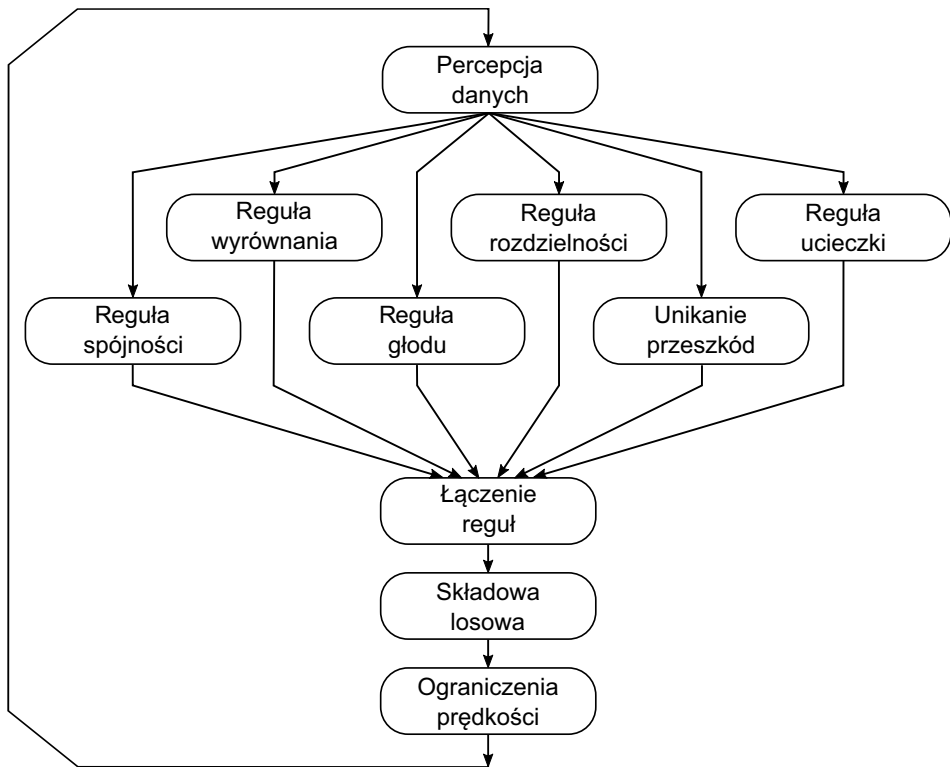 Percepcja
danych
Reguła
wyrównania
Reguła
rozdzielności
Reguła
ucieczki
Reguła
spójności
Reguła
głodu
Unikanie
przeszkód
Łączenie
reguł
Składowa
losowa
Ograniczenia
prędkości